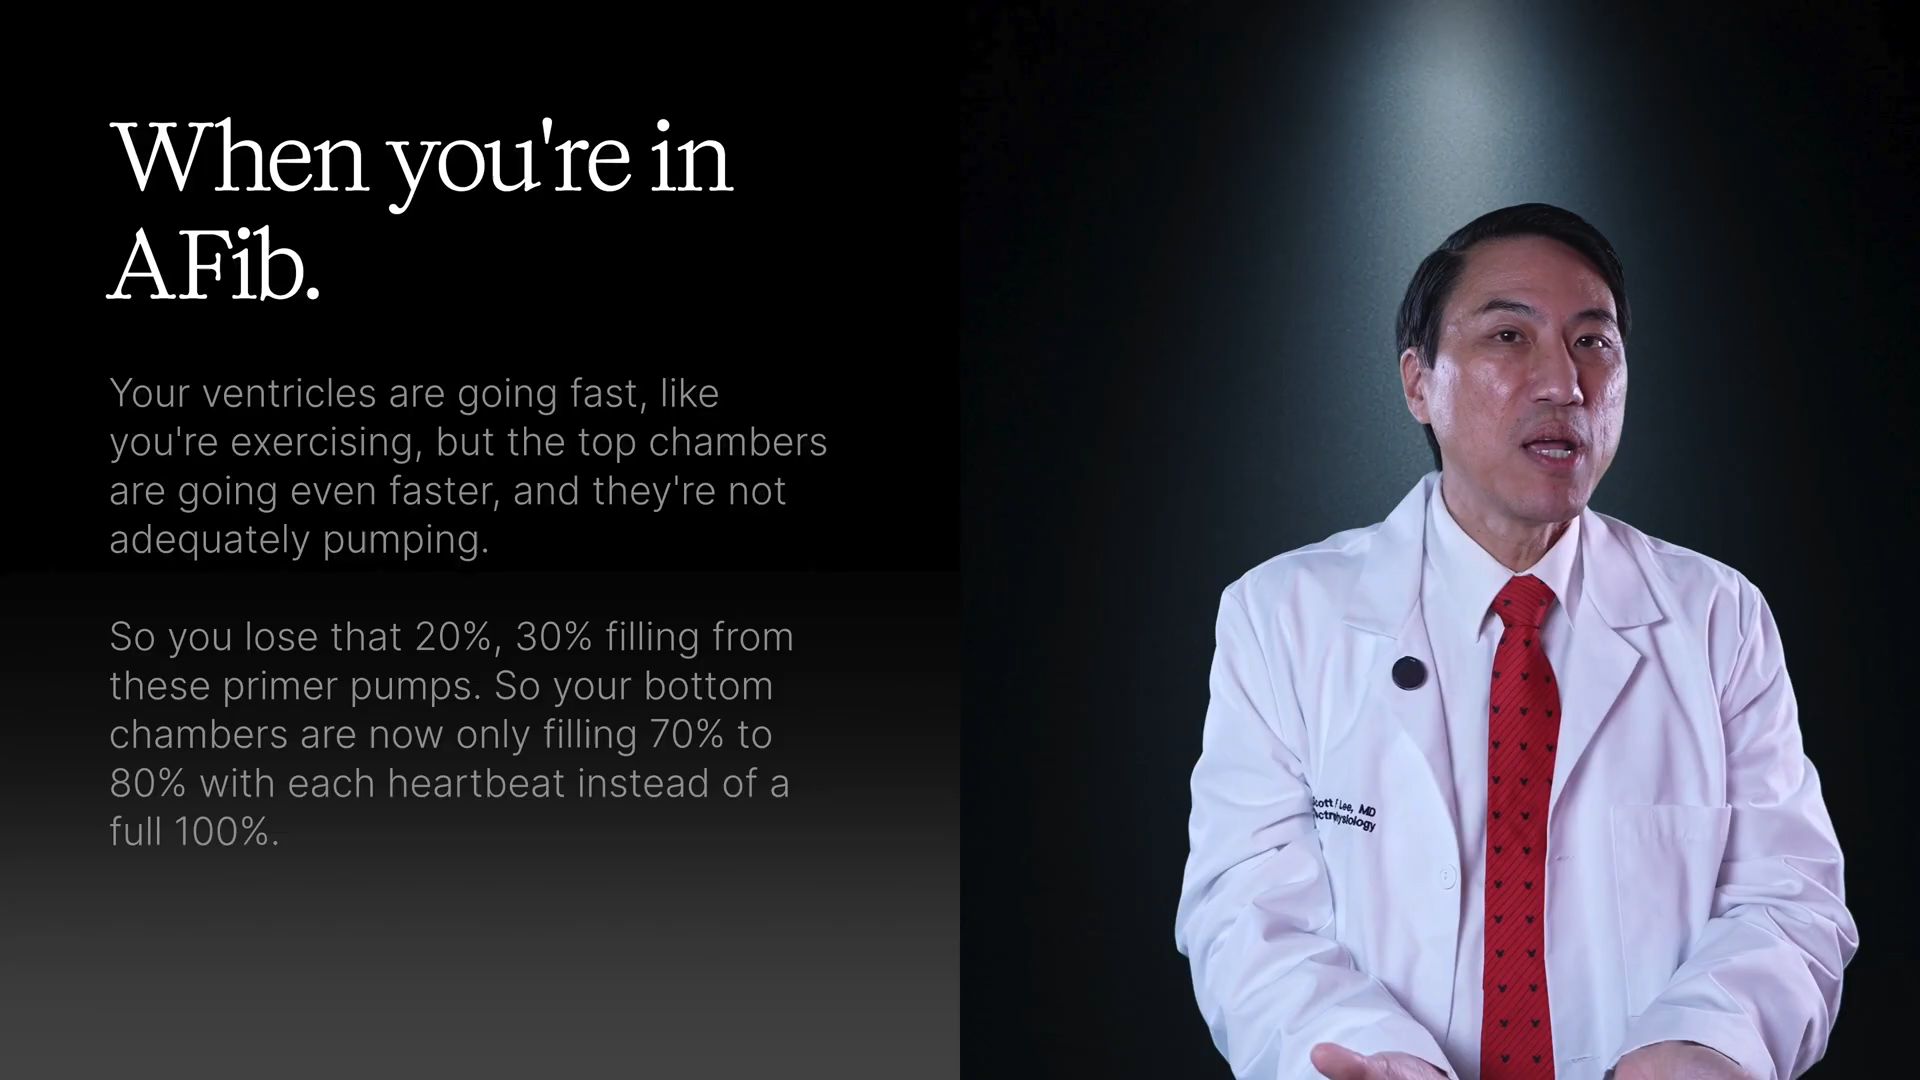 When you're in
AFib.
Your ventricles are going fast, like
you're exercising, but the top chambers
are going even faster, and they're not
adequately pumping.
So you lose that 20%, 30% filling from
these primer pumps. So your bottom
chambers are now only filling 70% to
80% with each heartbeat instead of a
full 100%.
Lee, MD